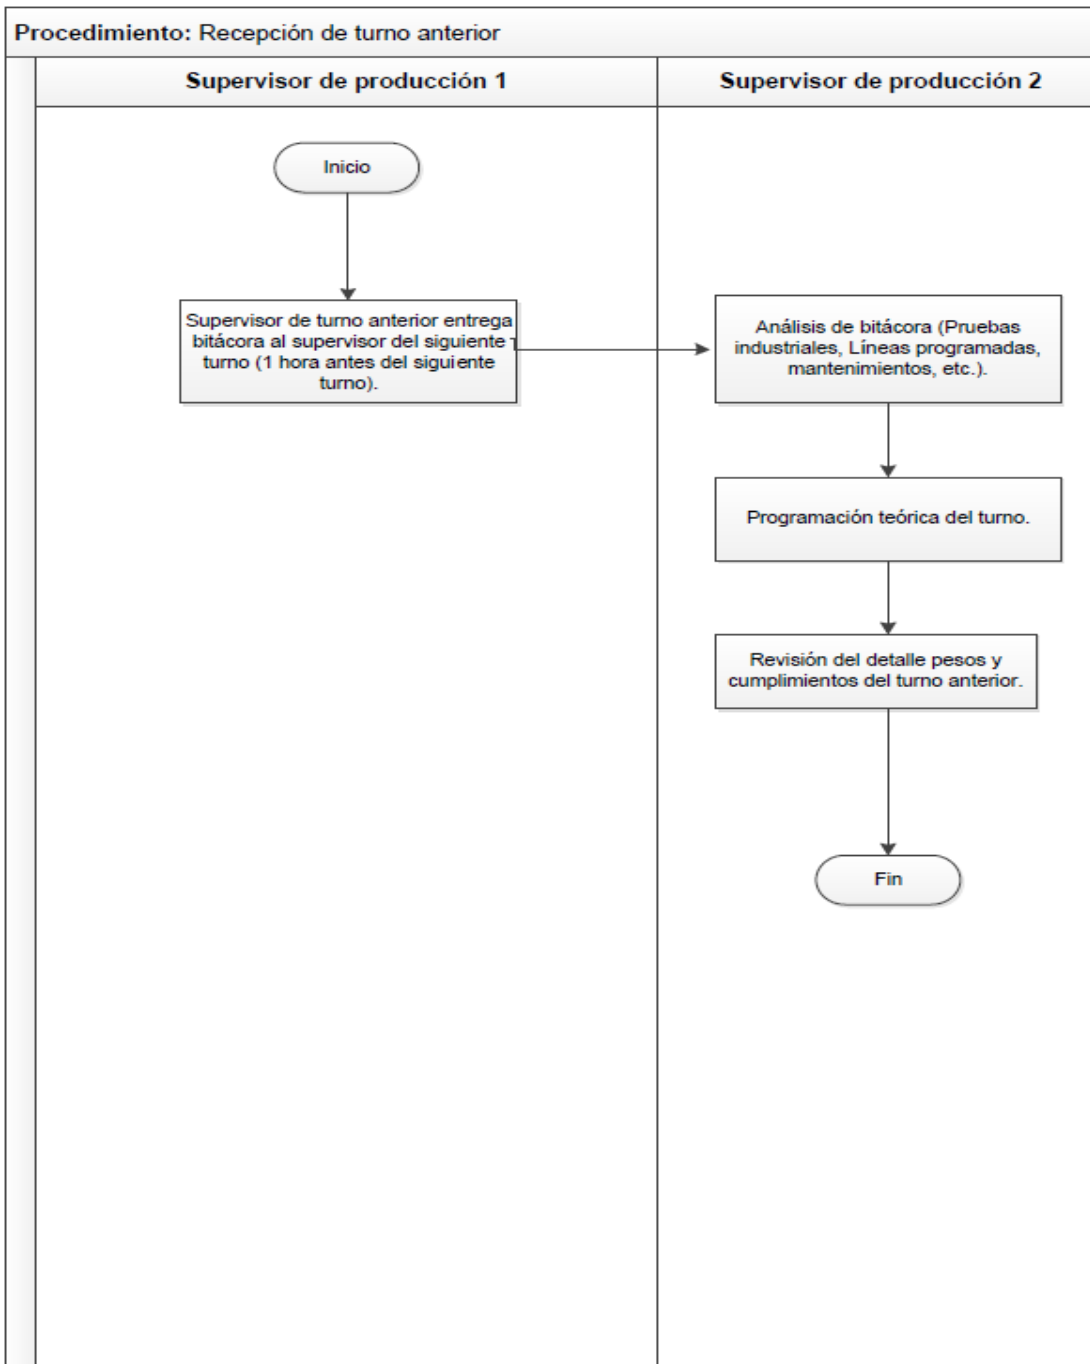 Procedimiento: Recepción de turno anterior
Supervisor de producción 1
Supervisor de producción 2
Inicio
Supervisor de turno anterior entrega
bitácora al supervisor del siguiente
turno (1 hora antes del siguiente
turno).
Análisis de bitácora (Pruebas
industriales, Líneas programadas,
mantenimientos, etc.).
Programación teórica del turno.
Revisión del detalle pesos y
cumplimientos del turno anterior.
Fin